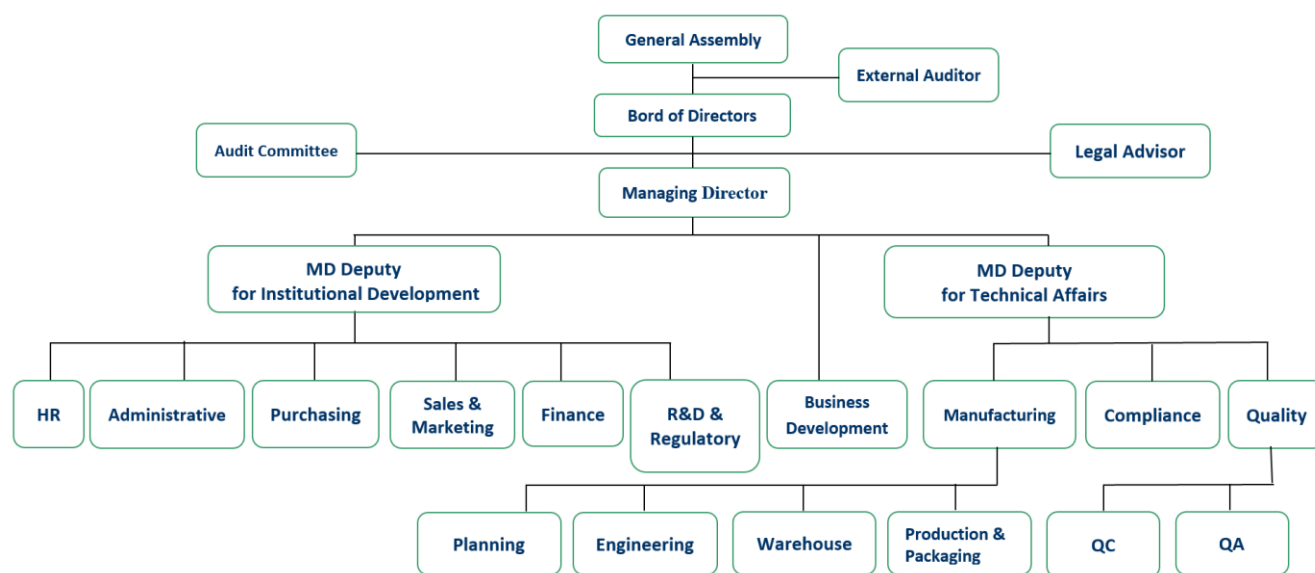 General Assembly
External Auditor
Bord of Directors
Audit Committee
Legal Advisor
Managing Director
MD Deputy
for Institutional Development
MD Deputy
for Technical Affairs
HR
Administrative
Purchasing
Sales &
Marketing
Finance
R&D &
Regulatory
Business
Development
Manufacturing
Compliance
Quality
Planning
Engineering
Warehouse
Production &
Packaging
QC
QA